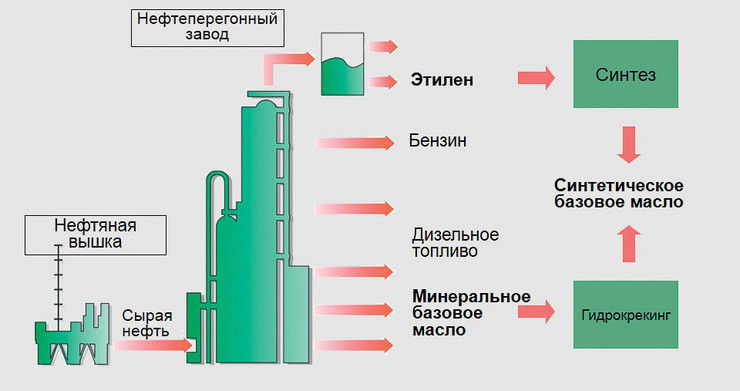 Нефтеперегонный
завод
Этилен
Синтез
Бензин
Синтетическое
базовое масло
Нефтяная
вышка
Дизельное
топливо
Минеральное
базовое
масло
Гидрокрекинг
Сырая
нефть